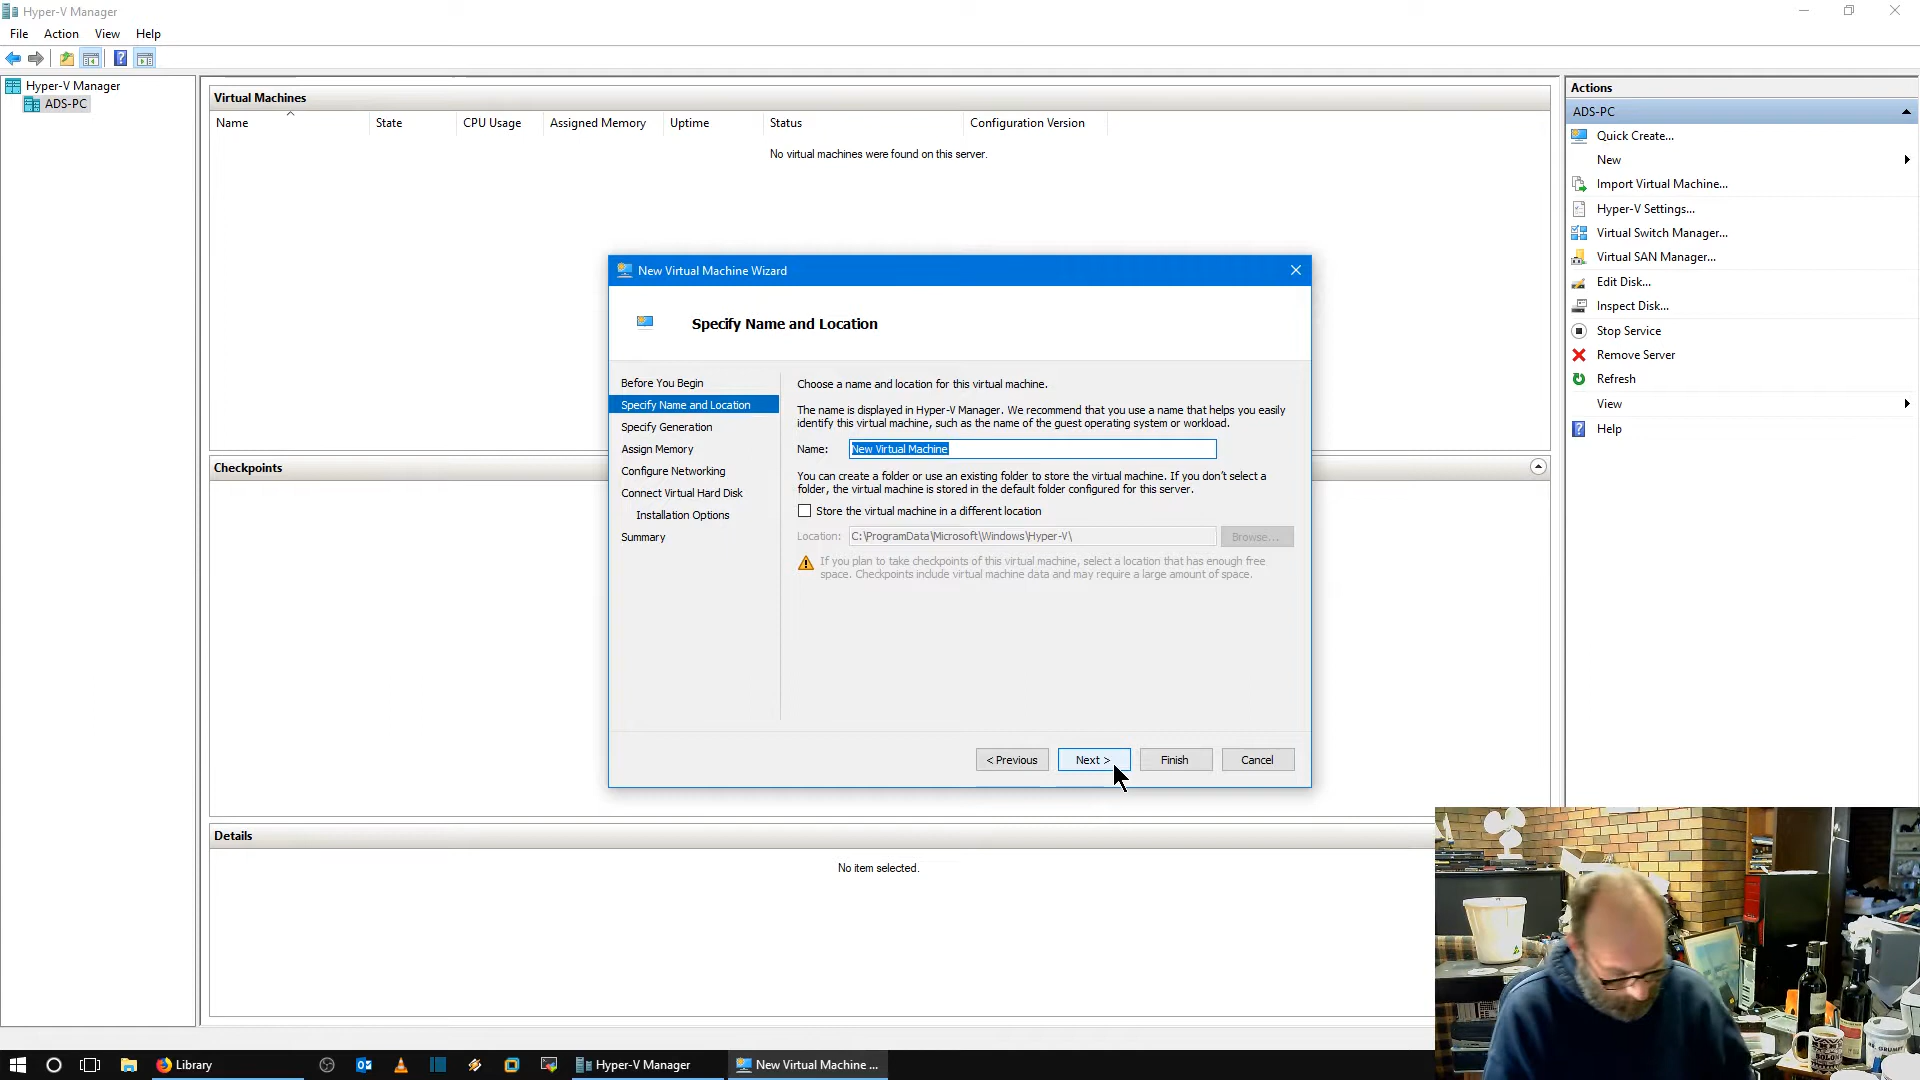 Hyper-V Manager
File Action View Help
Hyper-V Manager
ADS-PC
Virtual Machines
Name State CPU Usage Assigned Memory Uptime Status Configuration Version
No virtual machines were found on this server.
Checkpoints
Details
No item selected.
Actions
ADS-PC
Quick Create...
New
Import Virtual Machine...
Hyper-V Settings...
Virtual Switch Manager...
Virtual SAN Manager...
Edit Disk...
Inspect Disk...
Stop Service
Remove Server
Refresh
View
Help
New Virtual Machine Wizard
Specify Name and Location
Before You Begin
Specify Name and Location
Specify Generation
Assign Memory
Configure Networking
Connect Virtual Hard Disk
Installation Options
Summary
Choose a name and location for this virtual machine.
The name is displayed in Hyper-V Manager. We recommend that you use a name that helps you easily
identify this virtual machine, such as the name of the guest operating system or workload.
Name: New Virtual Machine
You can create a folder or use an existing folder to store the virtual machine. If you don't select a
folder, the virtual machine is stored in the default folder configured for this server.
Store the virtual machine in a different location
Location: C:\ProgramData\Microsoft\Windows\Hyper-V\ Browse...
If you plan to take checkpoints of this virtual machine, select a location that has enough free
space. Checkpoints include virtual machine data and may require a large amount of space.
< Previous Next > Finish Cancel
Library Hyper-V Manager New Virtual Machine ...